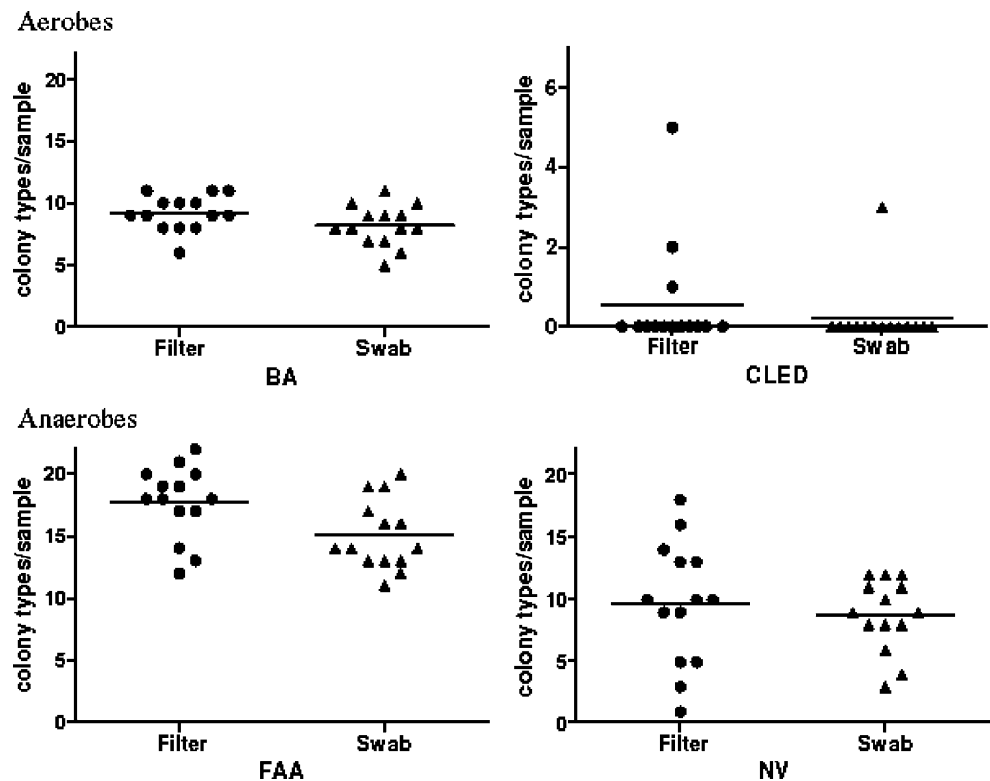 Aerobes
colony types/sample
20
15
10
5
0
Filter
Swab
BA
colony types/sample
6
4
2
0
Filter
Swab
CLED
Anaerobes
colony types/sample
20
15
10
5
0
Filter
Swab
FAA
colony types/sample
20
15
10
5
0
Filter
Swab
NV